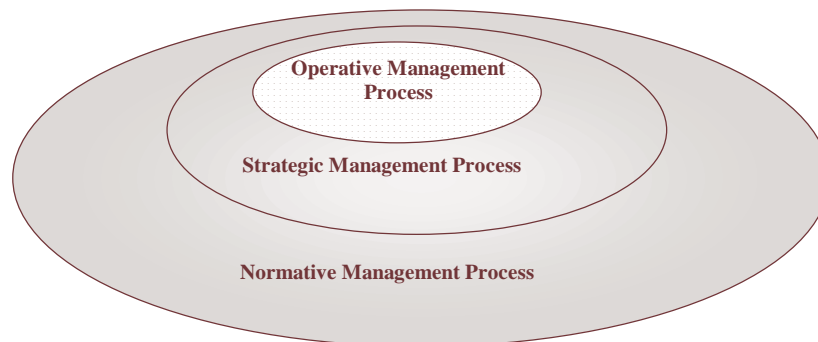 Operative Management
Process
Strategic Management Process
Normative Management Process